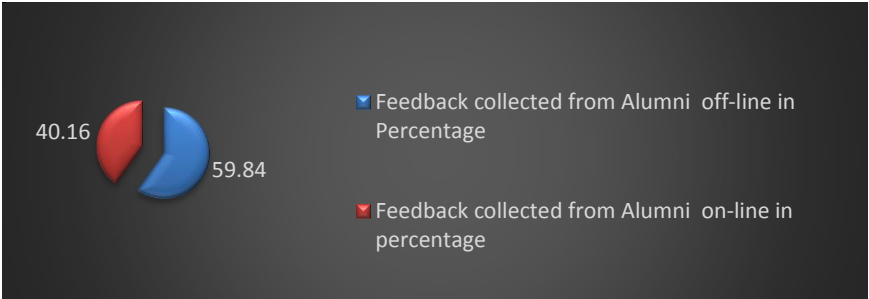 40.16
59.84
Feedback collected from Alumni  off-line in
Percentage
Feedback collected from Alumni  on-line in
percentage